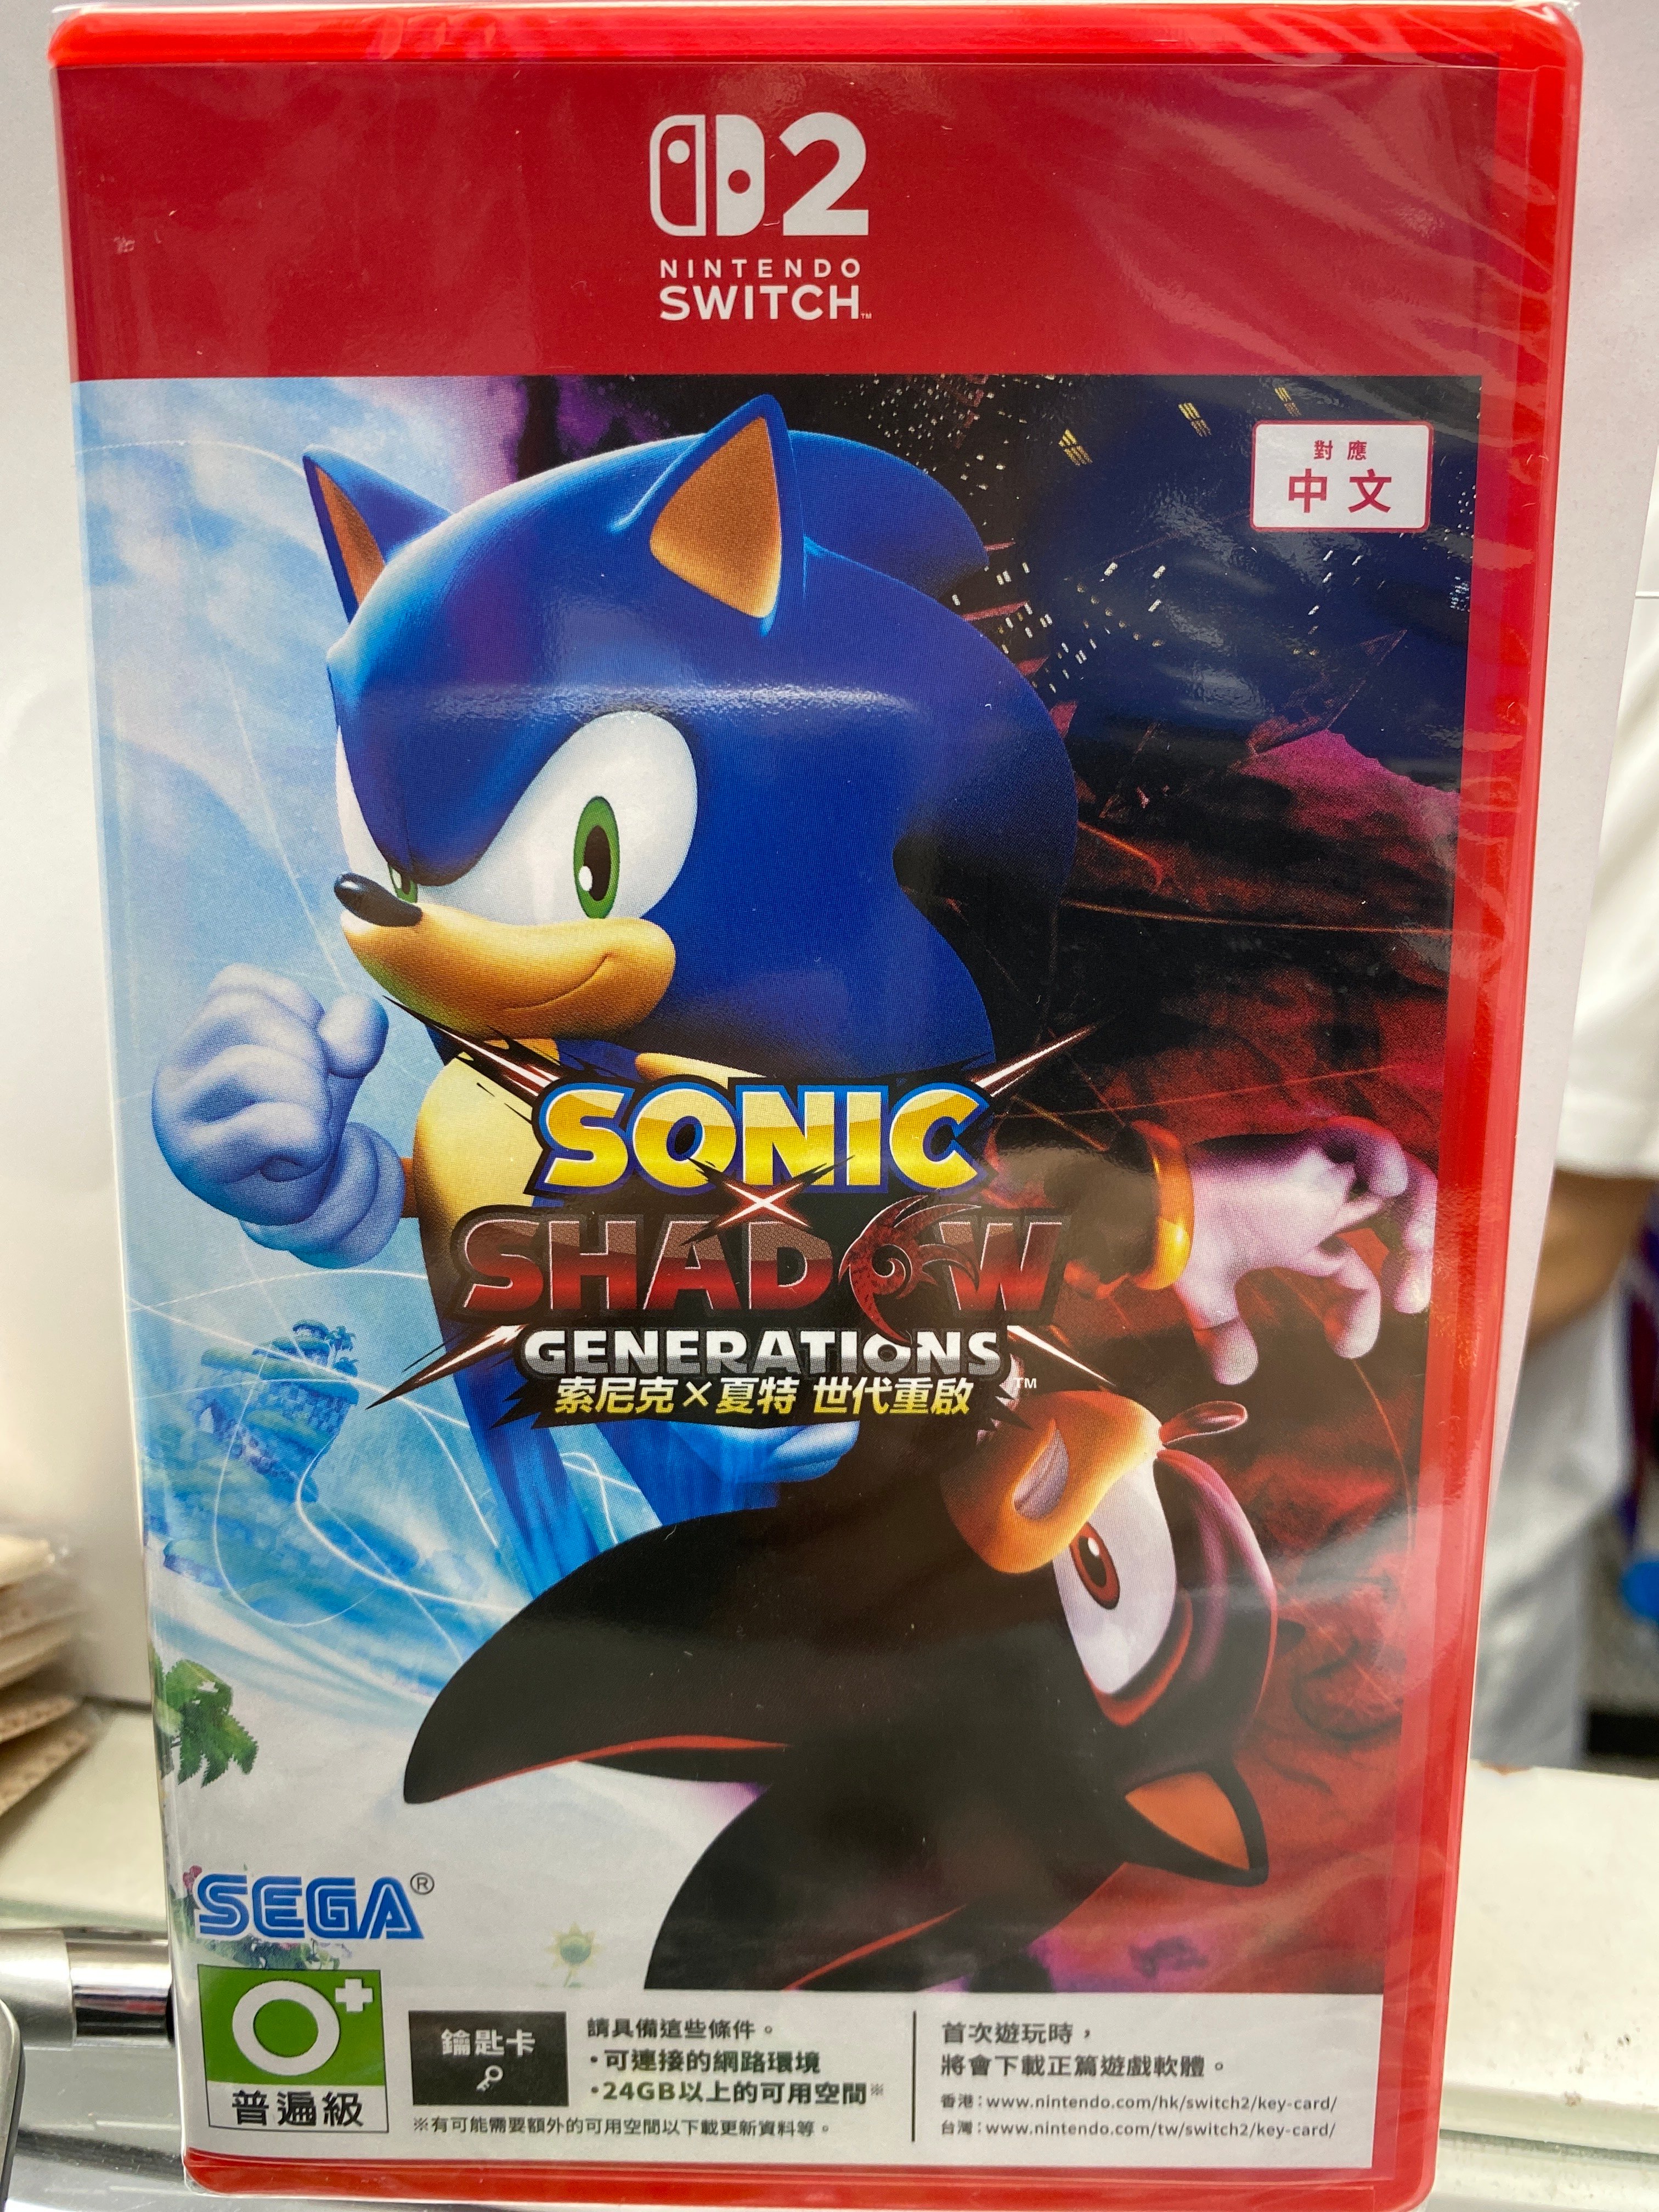 2
NINTENDO
SWITCH™
對應
中文
SONIC
×
SHADOW
GENERATIONS
索尼克×夏特 世代重啟™
SEGA®
普遍級
鑰匙卡
請具備這些條件。
・可連接的網路環境
・24GB以上的可用空間※
※有可能需要額外的可用空間以下載更新資料等。
首次遊玩時，
將會下載正篇遊戲軟體。
香港：www.nintendo.com/hk/switch2/key-card/
台灣：www.nintendo.com/tw/switch2/key-card/